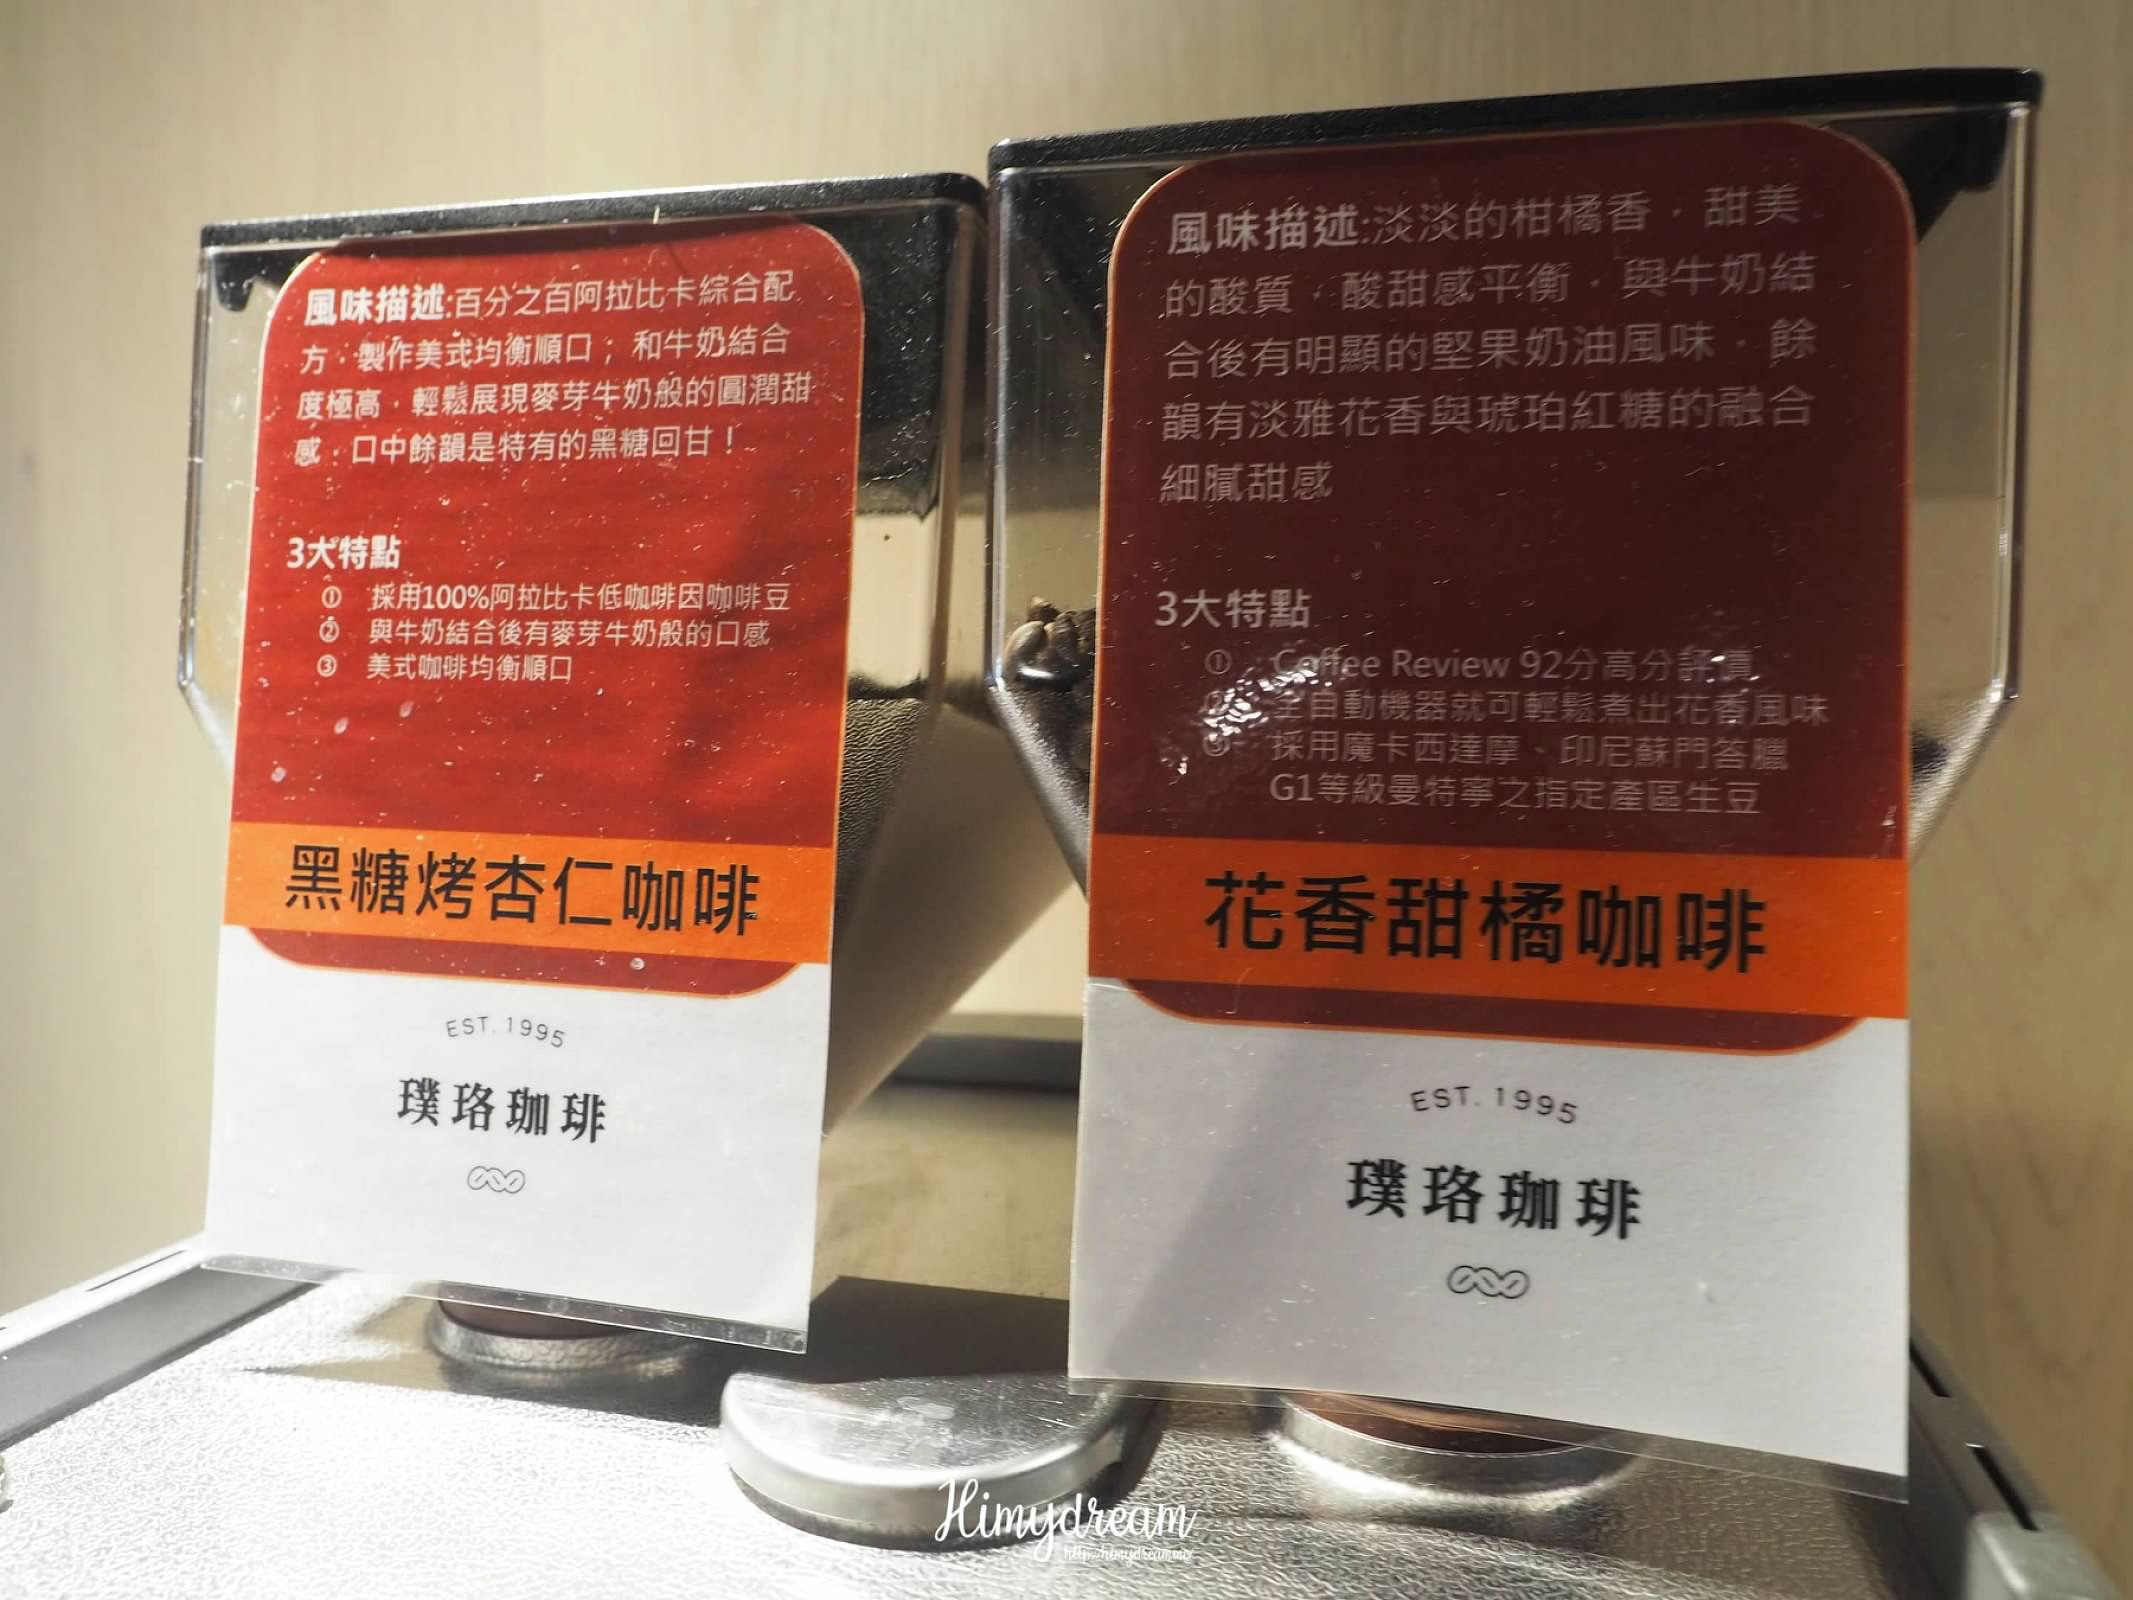 風味描述:百分之百阿拉比卡綜合配
方，製作美式均衡順口； 和牛奶結合
度極高，輕鬆展現麥芽牛奶般的圓潤甜
感，口中餘韻是特有的黑糖回甘！
3大特點
① 採用100%阿拉比卡低咖啡因咖啡豆
② 與牛奶結合後有麥芽牛奶般的口感
③ 美式咖啡均衡順口
黑糖烤杏仁咖啡
EST. 1995
璞珞珈琲
風味描述:淡淡的柑橘香，甜美
的酸質，酸甜感平衡，與牛奶結
合後有明顯的堅果奶油風味，餘
韻有淡雅花香與琥珀紅糖的融合
細膩甜感
3大特點
① Coffee Review 92分高分評價
② 全自動機器就可輕鬆煮出花香風味
③ 採用魔卡西達摩、印尼蘇門答臘
G1等級曼特寧之指定產區生豆
花香甜橘咖啡
EST. 1995
璞珞珈琲
Himydream